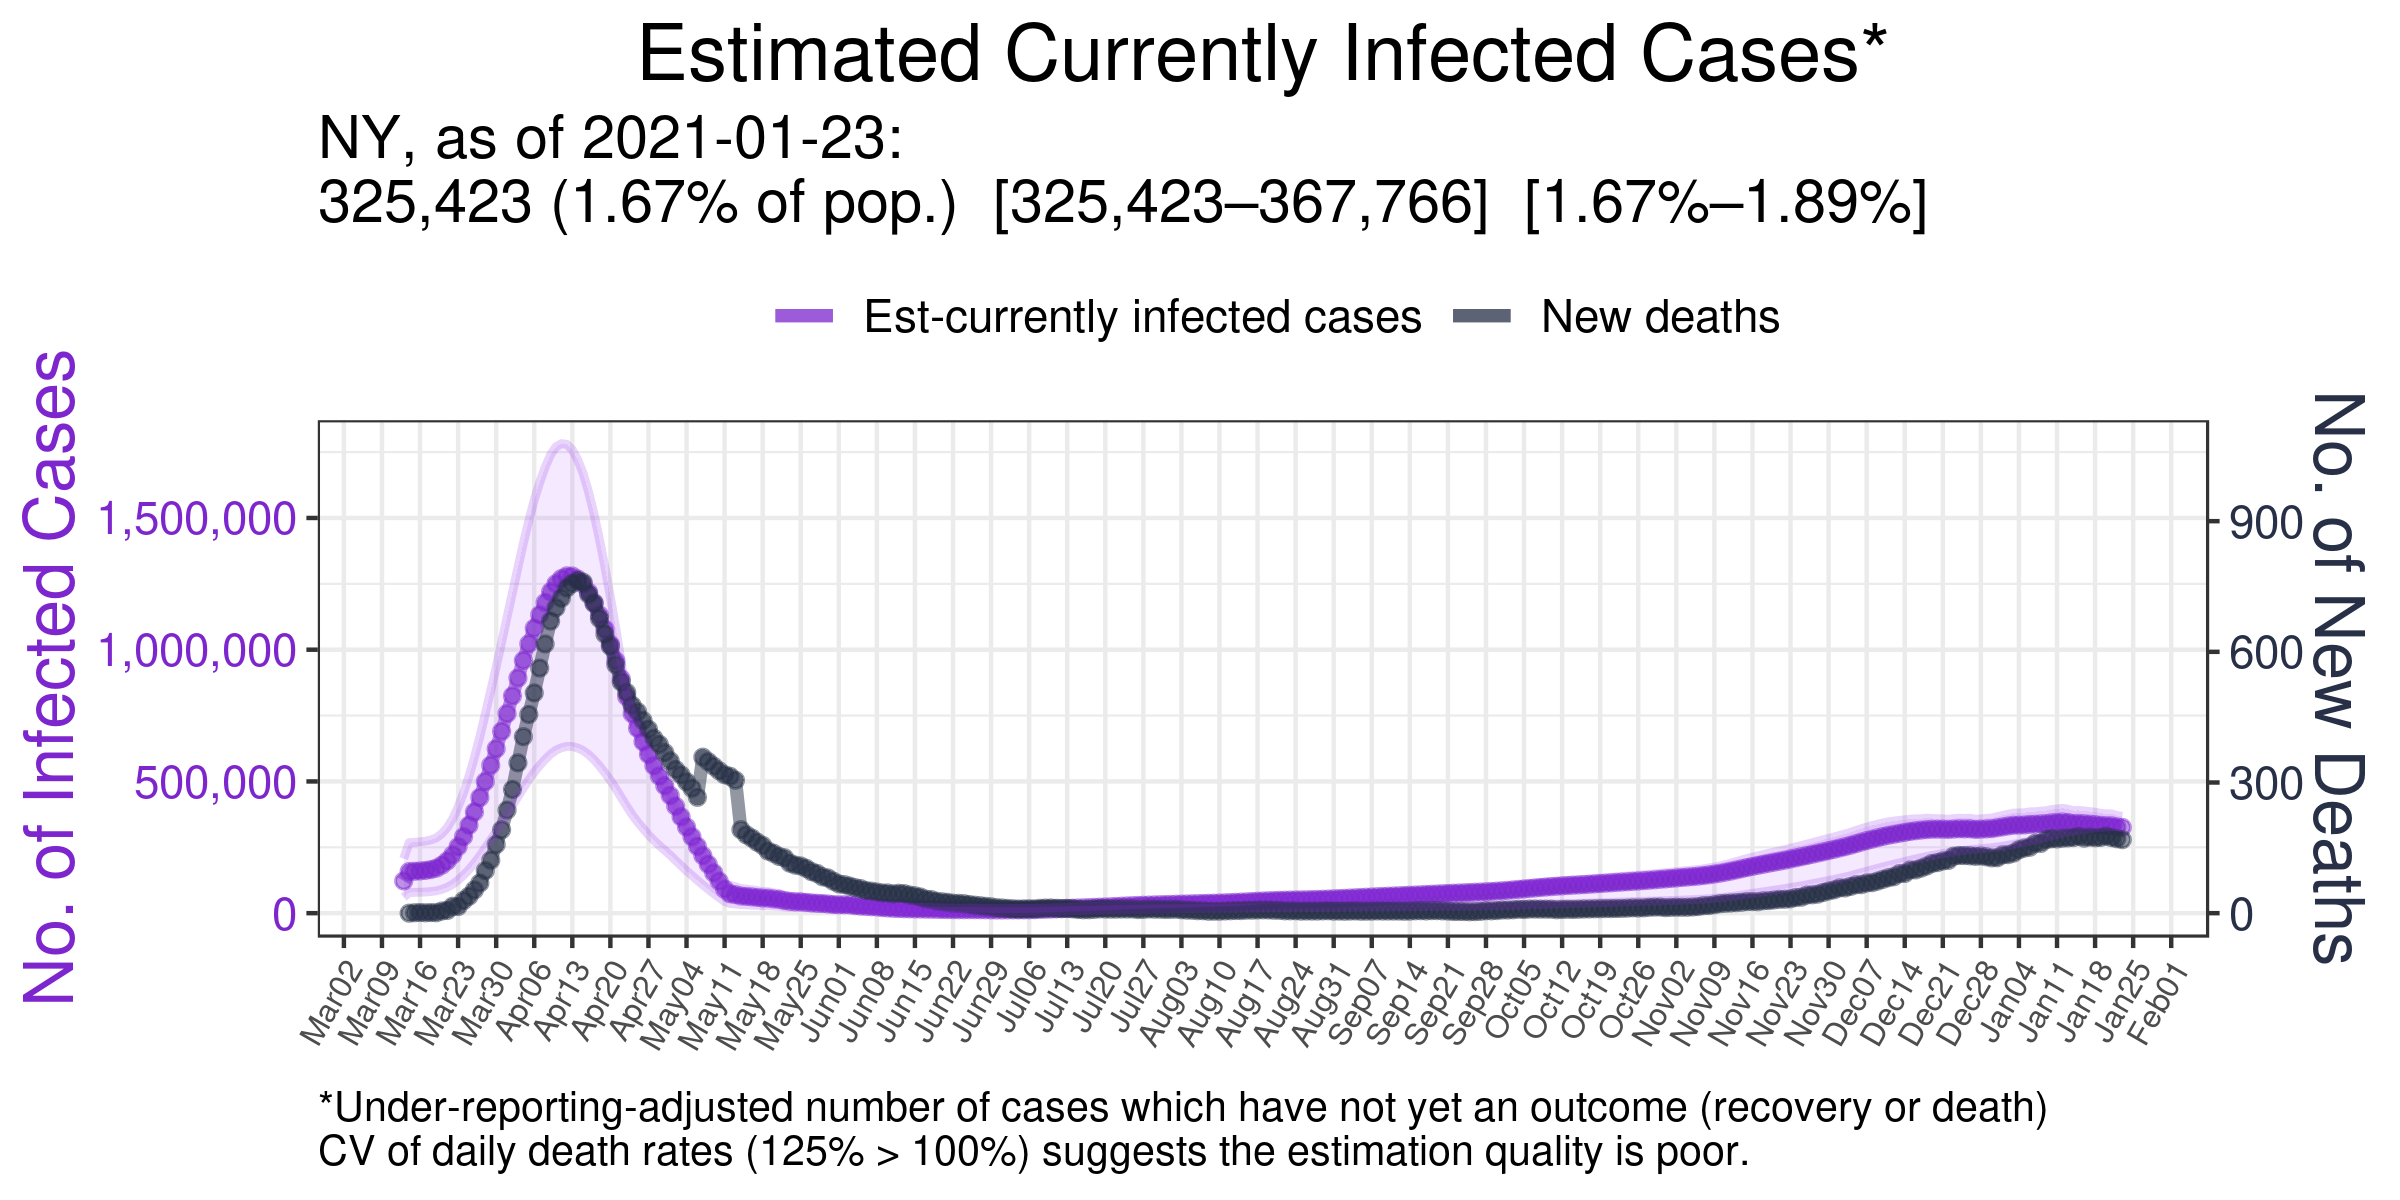 Estimated Currently Infected Cases*
NY, as of 2021-01-23:
325,423 (1.67% of pop.)  [325,423–367,766]  [1.67%–1.89%]
Est-currently infected cases
New deaths
No. of Infected Cases
1,500,000
1,000,000
500,000
0
900
600
300
0
No. of New Deaths
Mar02
Mar09
Mar16
Mar23
Mar30
Apr06
Apr13
Apr20
Apr27
May04
May11
May18
May25
Jun01
Jun08
Jun15
Jun22
Jun29
Jul06
Jul13
Jul20
Jul27
Aug03
Aug10
Aug17
Aug24
Aug31
Sep07
Sep14
Sep21
Sep28
Oct05
Oct12
Oct19
Oct26
Nov02
Nov09
Nov16
Nov23
Nov30
Dec07
Dec14
Dec21
Dec28
Jan04
Jan11
Jan18
Jan25
Feb01
*Under-reporting-adjusted number of cases which have not yet an outcome (recovery or death)
CV of daily death rates (125% > 100%) suggests the estimation quality is poor.